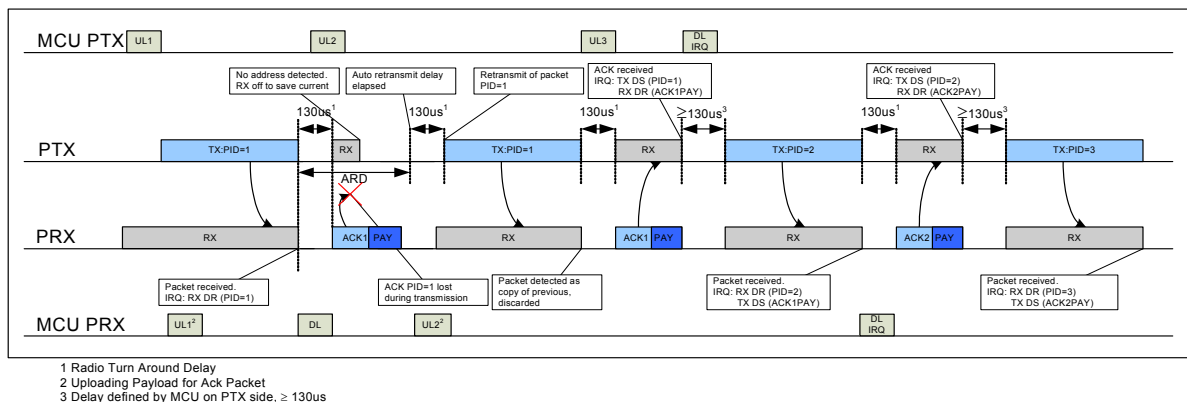 MCU PTX
UL1
UL2
UL3
DL
IRQ
No address detected.
RX off to save current
Auto retransmit delay
elapsed
Retransmit of packet
PID=1
ACK received
IRQ: TX DS (PID=1)
RX DR (ACK1PAY)
ACK received
IRQ: TX DS (PID=2)
RX DR (ACK2PAY)
130us1
130us1
130us1
≥130us3
130us1
≥130us3
PTX
TX:PID=1
RX
TX:PID=1
RX
TX:PID=2
RX
TX:PID=3
ARD
PRX
RX
ACK1
PAY
RX
ACK1
PAY
RX
ACK2
PAY
RX
Packet received.
IRQ: RX DR (PID=1)
ACK PID=1 lost
during transmission
Packet detected as
copy of previous,
discarded
Packet received.
IRQ: RX DR (PID=2)
TX DS (ACK1PAY)
Packet received.
IRQ: RX DR (PID=3)
TX DS (ACK2PAY)
MCU PRX
UL1²
DL
UL2²
DL
IRQ
1 Radio Turn Around Delay
2 Uploading Payload for Ack Packet
3 Delay defined by MCU on PTX side, ≥ 130us